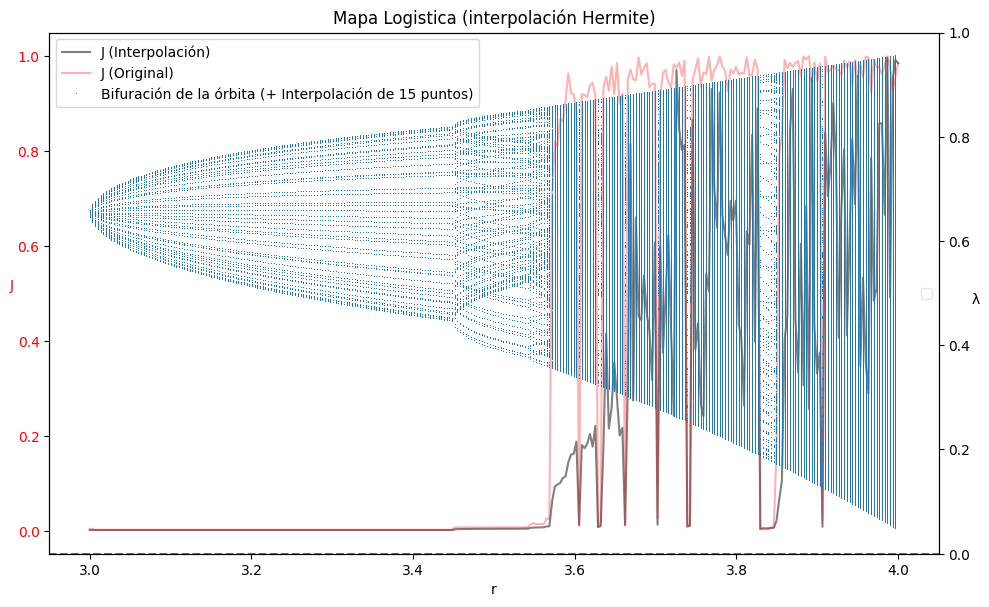 Mapa Logistica (interpolación Hermite)
J (Interpolación)
J (Original)
Bifuración de la órbita (+ Interpolación de 15 puntos)
1.0
0.8
0.6
0.4
0.2
0.0
J
1.0
0.8
0.6
0.4
0.2
0.0
λ
3.0 3.2 3.4 3.6 3.8 4.0
r